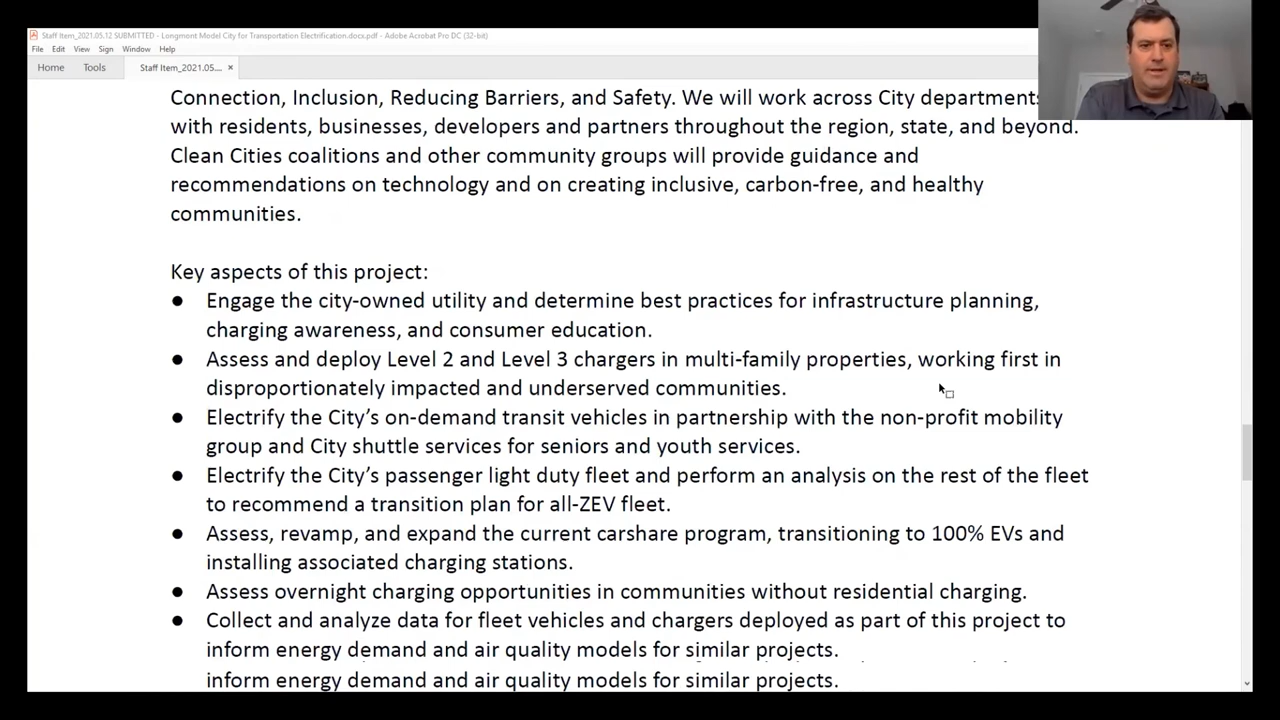 Staff Item_2021.05.12 SUBMITTED - Longmont Model City for Transportation Electrification.docs.pdf - Adobe Acrobat Pro DC (32-bit)
File Edit View Sign Window Help
Home Tools Staff Item_2021.05.... ×
Connection, Inclusion, Reducing Barriers, and Safety. We will work across City departments
with residents, businesses, developers and partners throughout the region, state, and beyond.
Clean Cities coalitions and other community groups will provide guidance and
recommendations on technology and on creating inclusive, carbon-free, and healthy
communities.
Key aspects of this project:
● Engage the city-owned utility and determine best practices for infrastructure planning,
charging awareness, and consumer education.
● Assess and deploy Level 2 and Level 3 chargers in multi-family properties, working first in
disproportionately impacted and underserved communities.
● Electrify the City’s on-demand transit vehicles in partnership with the non-profit mobility
group and City shuttle services for seniors and youth services.
● Electrify the City’s passenger light duty fleet and perform an analysis on the rest of the fleet
to recommend a transition plan for all-ZEV fleet.
● Assess, revamp, and expand the current carshare program, transitioning to 100% EVs and
installing associated charging stations.
● Assess overnight charging opportunities in communities without residential charging.
● Collect and analyze data for fleet vehicles and chargers deployed as part of this project to
inform energy demand and air quality models for similar projects.
inform energy demand and air quality models for similar projects.